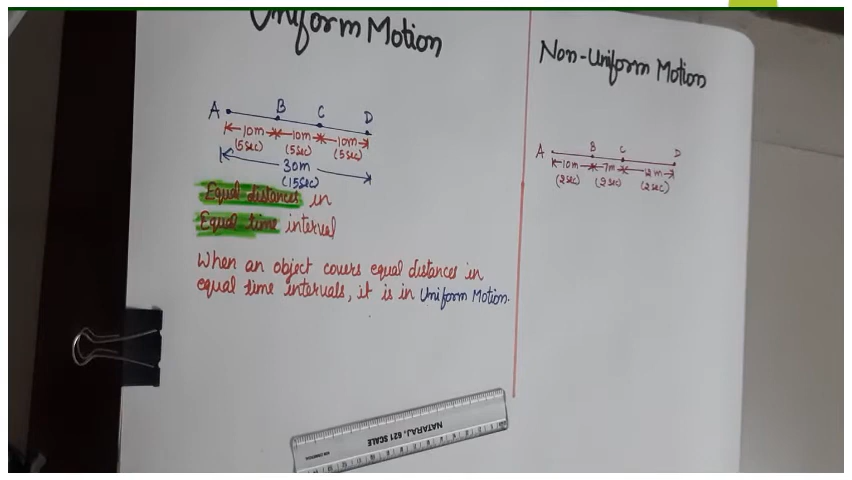 Uniform Motion
A B C D
10m 10m 10m
(5sec) (5sec) (5sec)
30m
(15sec)
Equal distances in
Equal time interval
When an object covers equal distances in
equal time intervals, it is in Uniform Motion.
Non-Uniform Motion
A B C D
10m 7m 12m
(2sec) (2sec) (2sec)
NATARAJ. 621 SCALE